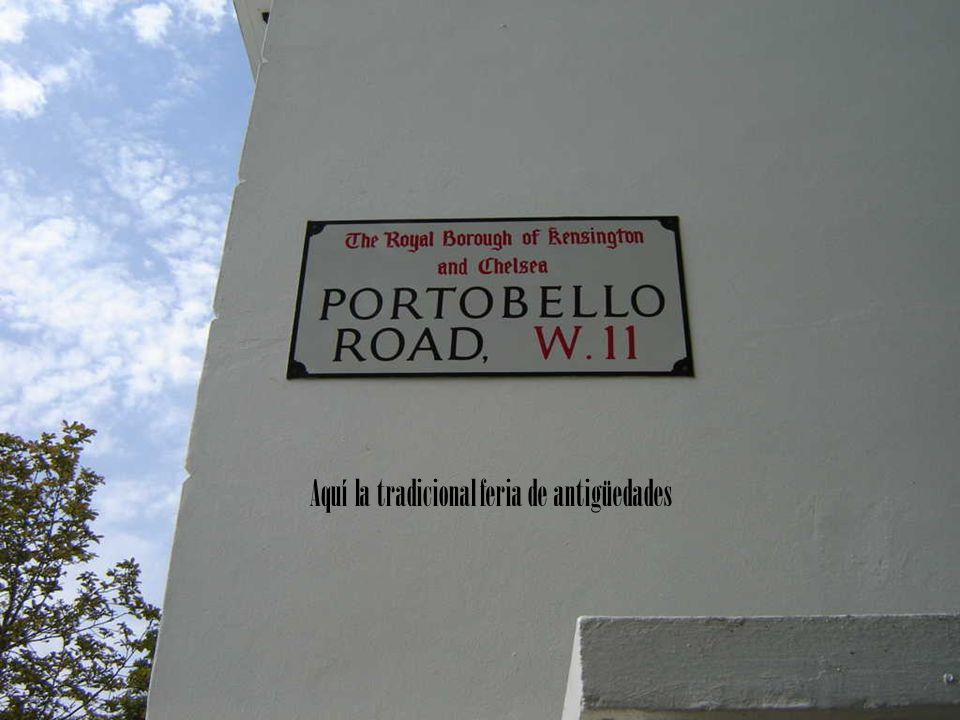 The Royal Borough of Kensington
and Chelsea
PORTOBELLO
ROAD, W.11
Aquí la tradicional feria de antigüedades